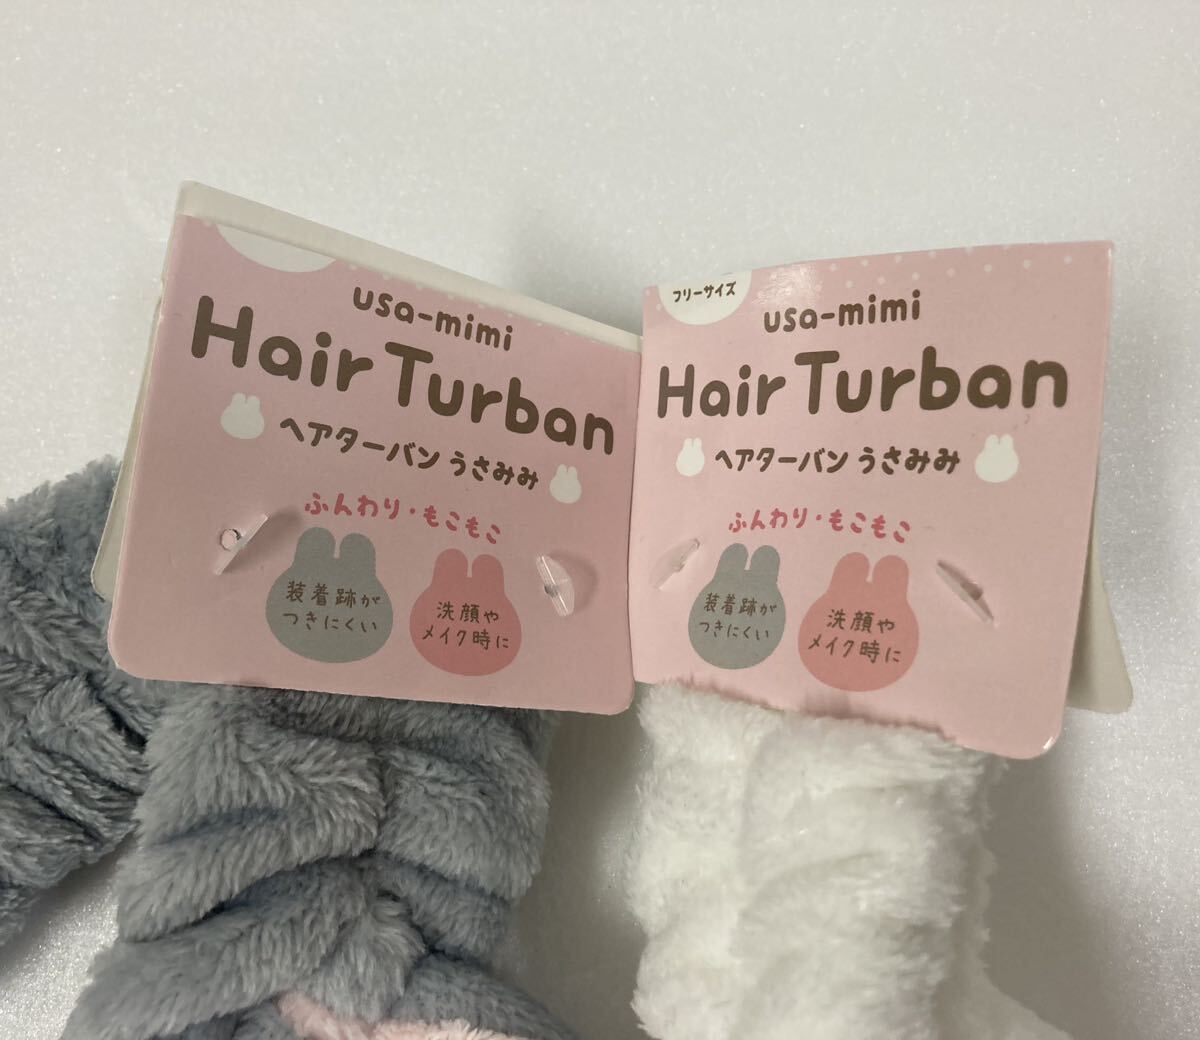 usa-mimi
Hair Turban
ヘアターバン うさみみ
ふんわり・もこもこ
装着跡が
つきにくい
洗顔や
メイク時に
フリーサイズ
usa-mimi
Hair Turban
ヘアターバン うさみみ
ふんわり・もこもこ
装着跡が
つきにくい
洗顔や
メイク時に